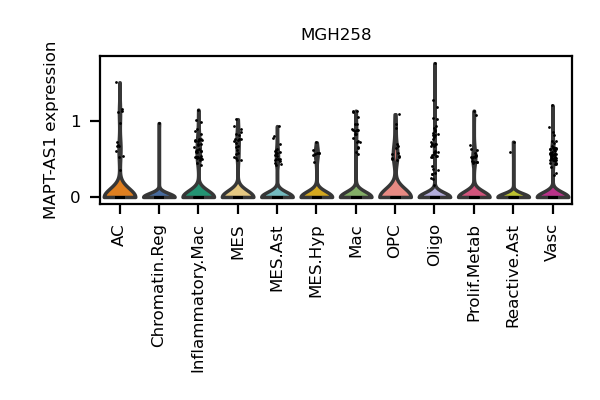 MGH258
MAPT-AS1 expression
1
0
AC
Chromatin.Reg
Inflammatory.Mac
MES
MES.Ast
MES.Hyp
Mac
OPC
Oligo
Prolif.Metab
Reactive.Ast
Vasc